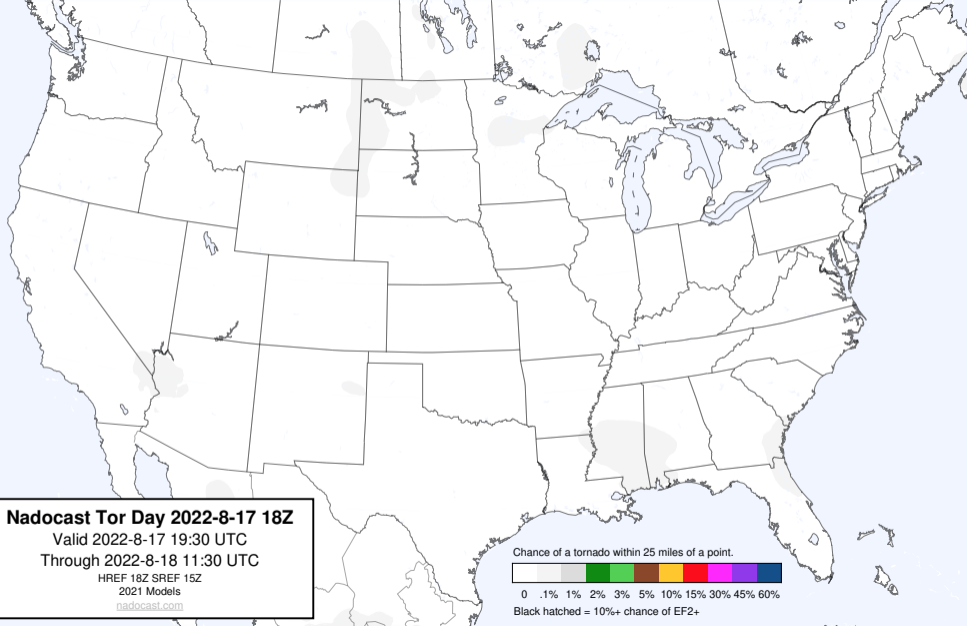 Nadocast Tor Day 2022-8-17 18Z
Valid 2022-8-17 19:30 UTC
Through 2022-8-18 11:30 UTC
HREF 18Z SREF 15Z
2021 Models
nadocast.com
Chance of a tornado within 25 miles of a point.
0 .1% 1% 2% 3% 5% 10% 15% 30% 45% 60%
Black hatched = 10%+ chance of EF2+